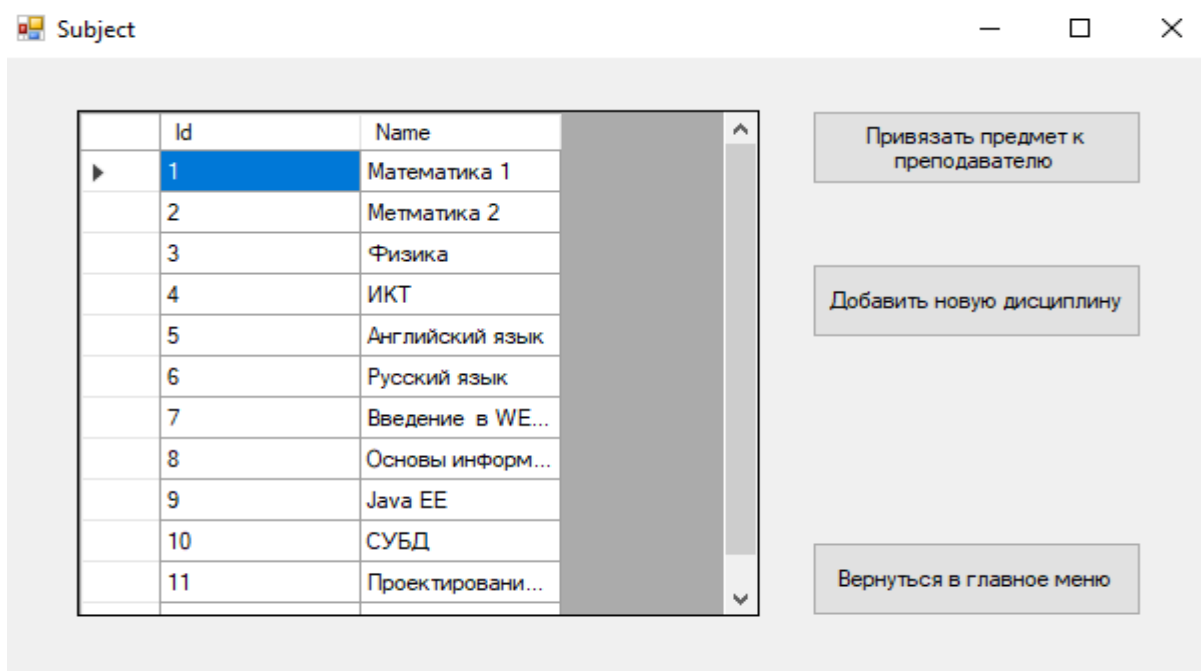 Subject
Id Name
1 Математика 1
2 Метматика 2
3 Физика
4 ИКТ
5 Английский язык
6 Русский язык
7 Введение в WE...
8 Основы информ...
9 Java EE
10 СУБД
11 Проектировани...
Привязать предмет к
преподавателю
Добавить новую дисциплину
Вернуться в главное меню